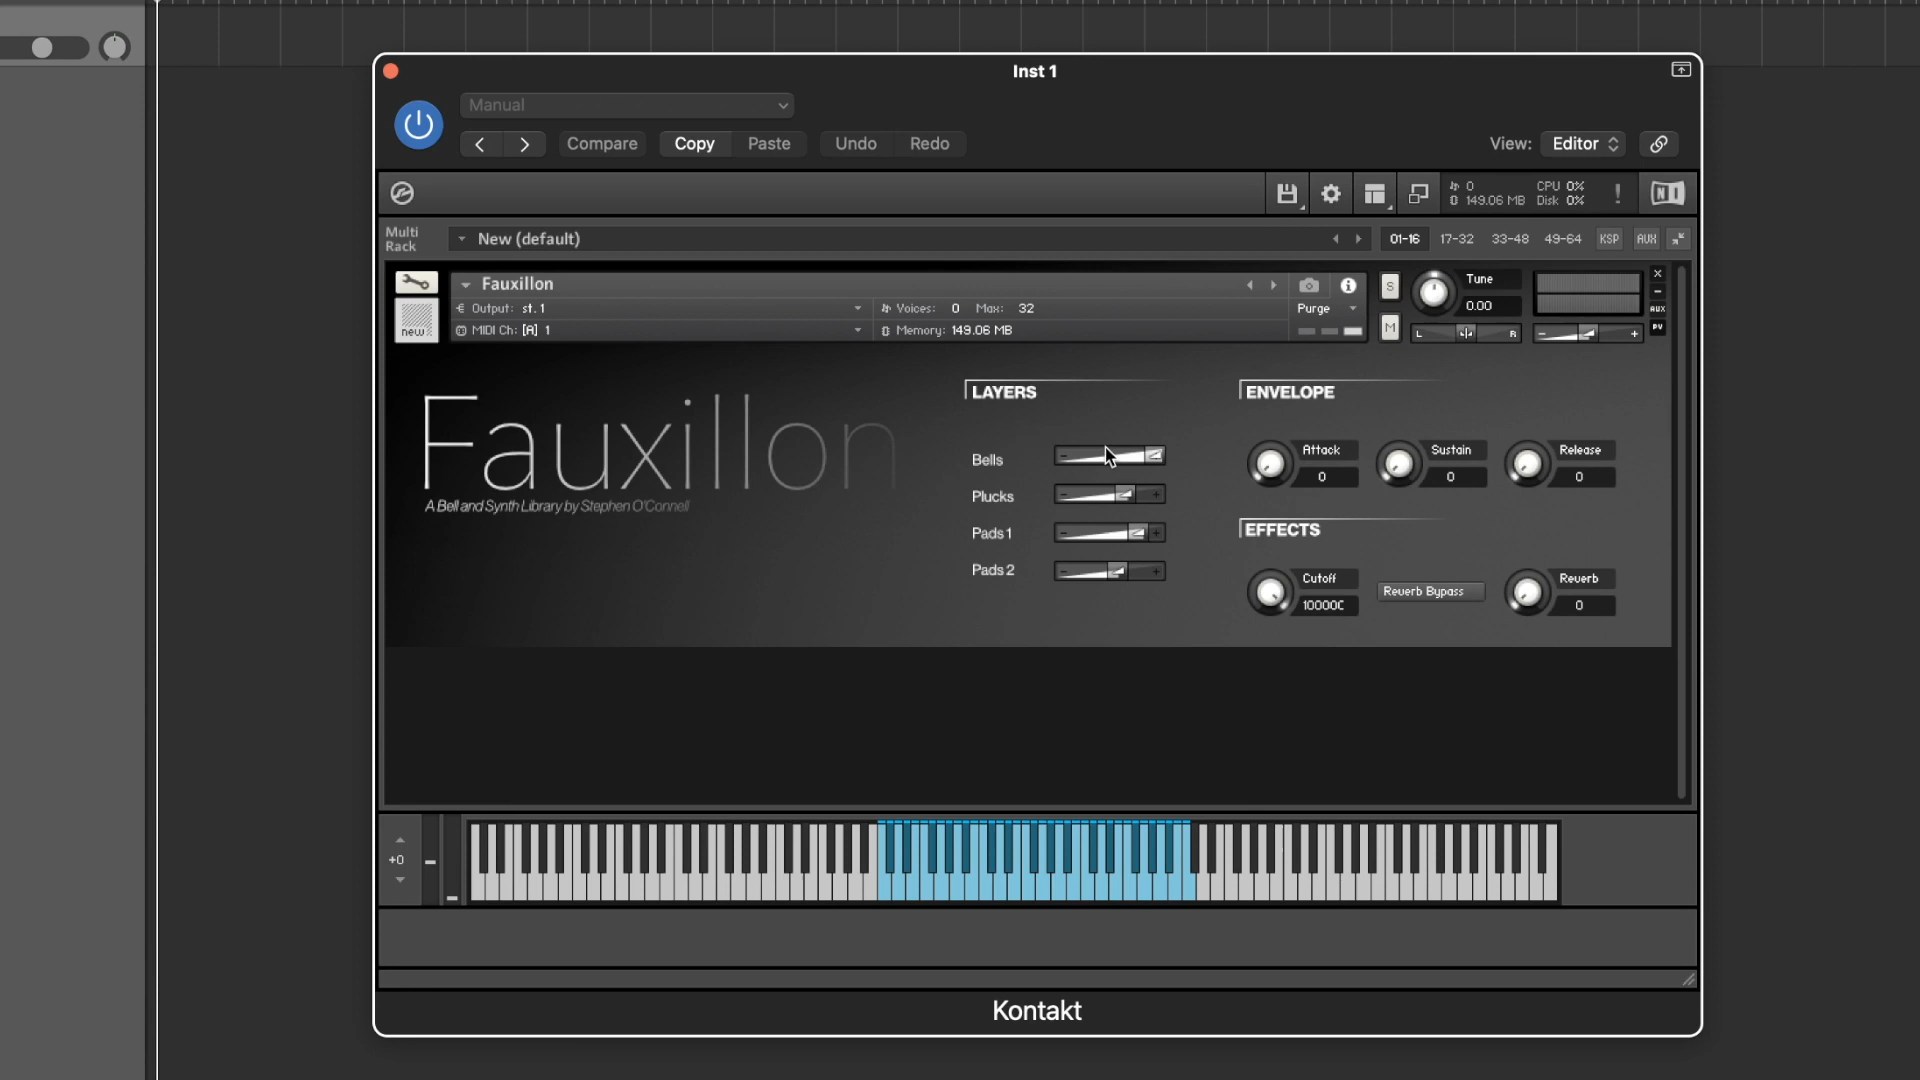 Inst 1
Manual
Compare
Copy
Paste
Undo
Redo
View:
Editor
0
149.06 MB
CPU 0%
Disk 0%
!
NI
Multi
Rack
New (default)
01-16
17-32
33-48
49-64
KSP
AUX
Fauxillon
Output: st.1
Voices: 0 Max: 32
Purge
MIDI Ch: [A] 1
Memory: 149.06 MB
new
S
M
Tune
0.00
L
R
AUX
PV
Fauxillon
A Bell and Synth Library by Stephen O'Connell
LAYERS
Bells
Plucks
Pads 1
Pads 2
ENVELOPE
Attack
0
Sustain
0
Release
0
EFFECTS
Cutoff
10000C
Reverb Bypass
Reverb
0
+0
Kontakt